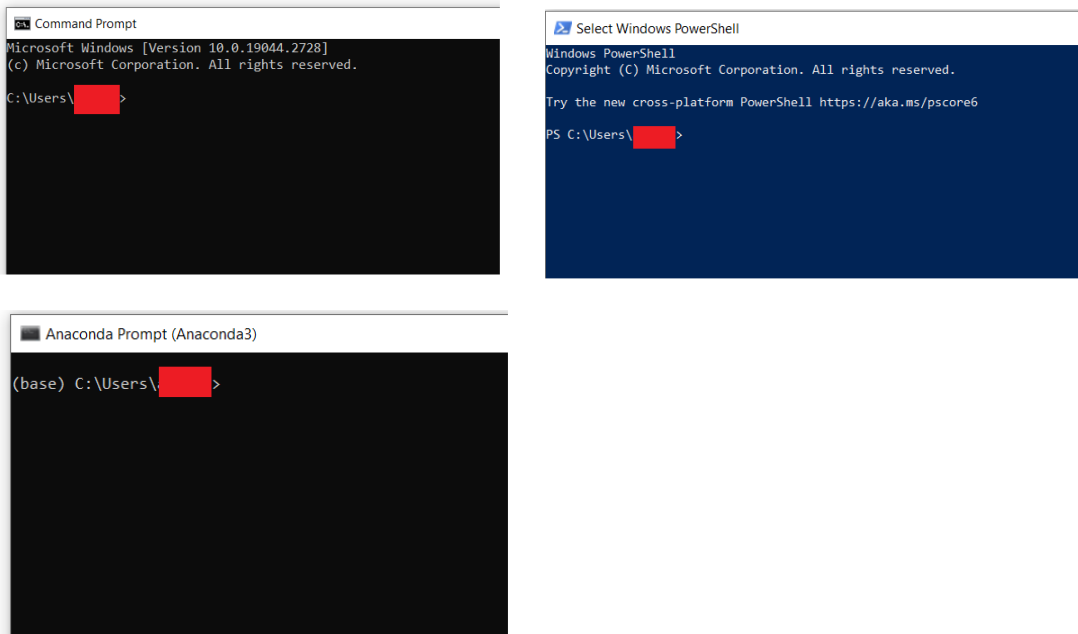 Command Prompt
Microsoft Windows [Version 10.0.19044.2728]
(c) Microsoft Corporation. All rights reserved.
C:\Users\ >
Select Windows PowerShell
Windows PowerShell
Copyright (C) Microsoft Corporation. All rights reserved.
Try the new cross-platform PowerShell https://aka.ms/pscore6
PS C:\Users\ >
Anaconda Prompt (Anaconda3)
(base) C:\Users\ >